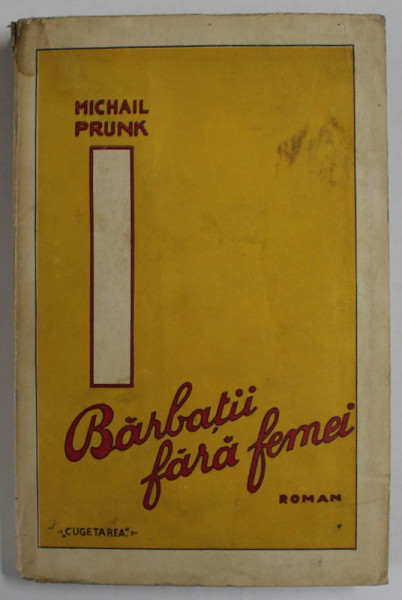 MICHAIL
PRUNK
Bărbații
fără femei
ROMAN
„CUGETAREA”